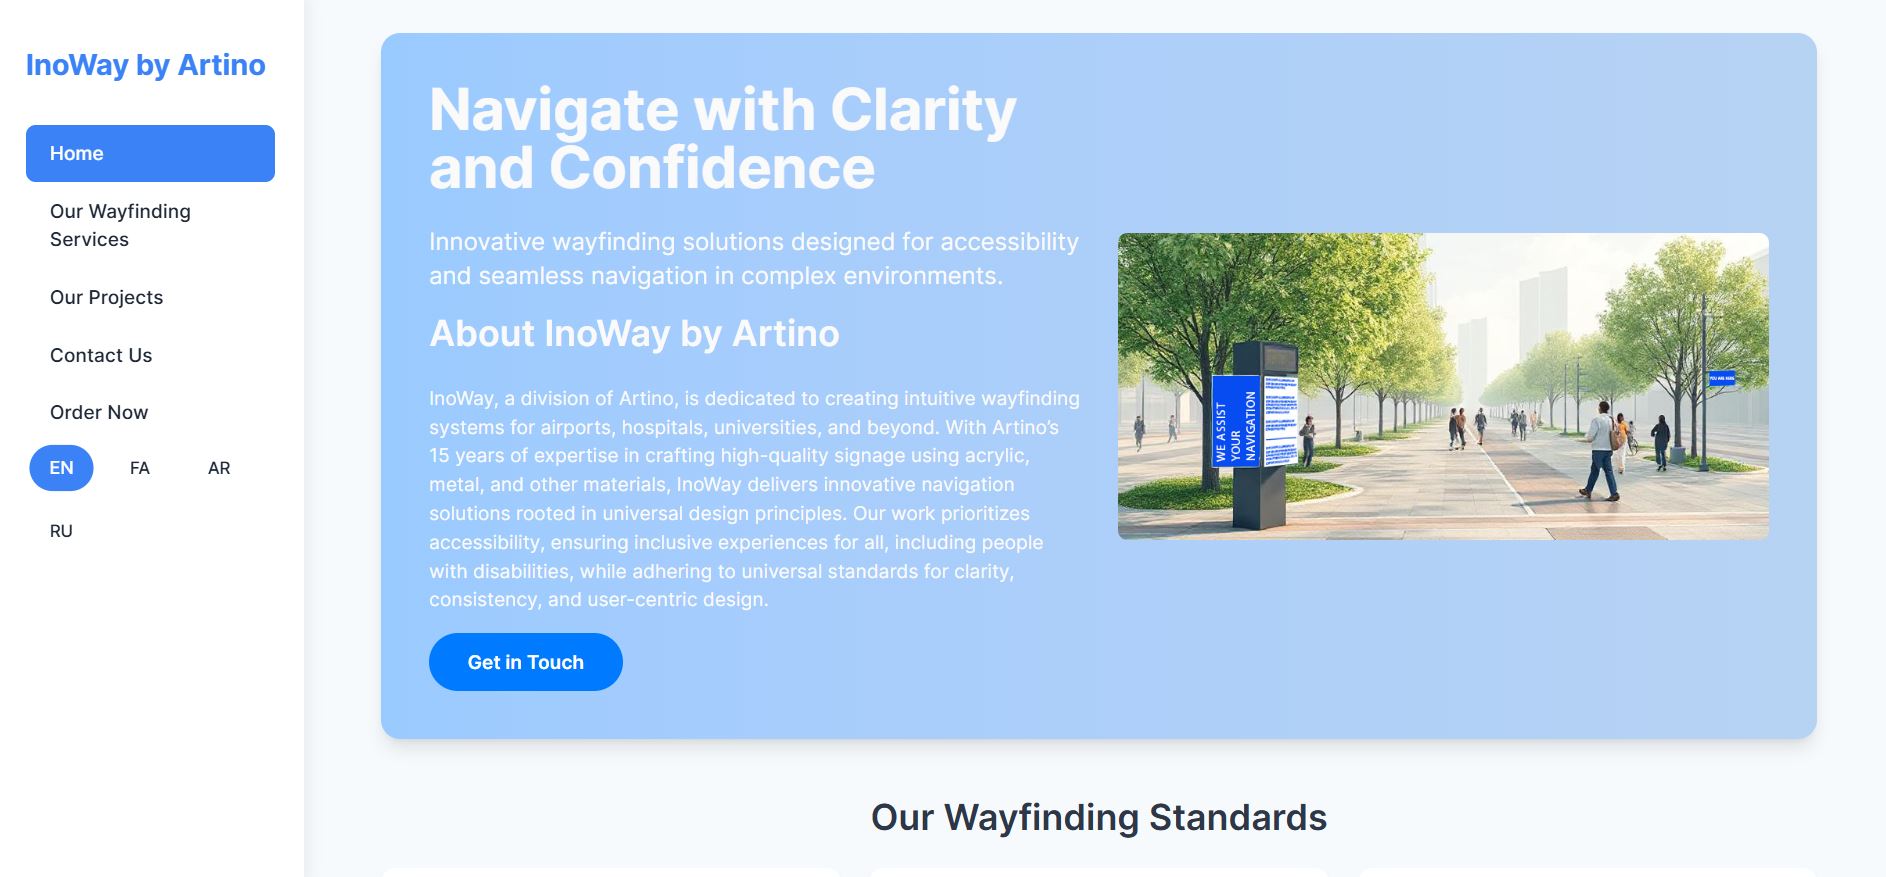 InoWay by Artino
Home
Our Wayfinding
Services
Our Projects
Contact Us
Order Now
EN
FA
AR
RU
Navigate with Clarity
and Confidence
Innovative wayfinding solutions designed for accessibility
and seamless navigation in complex environments.
About InoWay by Artino
InoWay, a division of Artino, is dedicated to creating intuitive wayfinding
systems for airports, hospitals, universities, and beyond. With Artino’s
15 years of expertise in crafting high-quality signage using acrylic,
metal, and other materials, InoWay delivers innovative navigation
solutions rooted in universal design principles. Our work prioritizes
accessibility, ensuring inclusive experiences for all, including people
with disabilities, while adhering to universal standards for clarity,
consistency, and user-centric design.
Get in Touch
WE ASSIST
YOUR
NAVIGATION
YOU ARE HERE
Our Wayfinding Standards